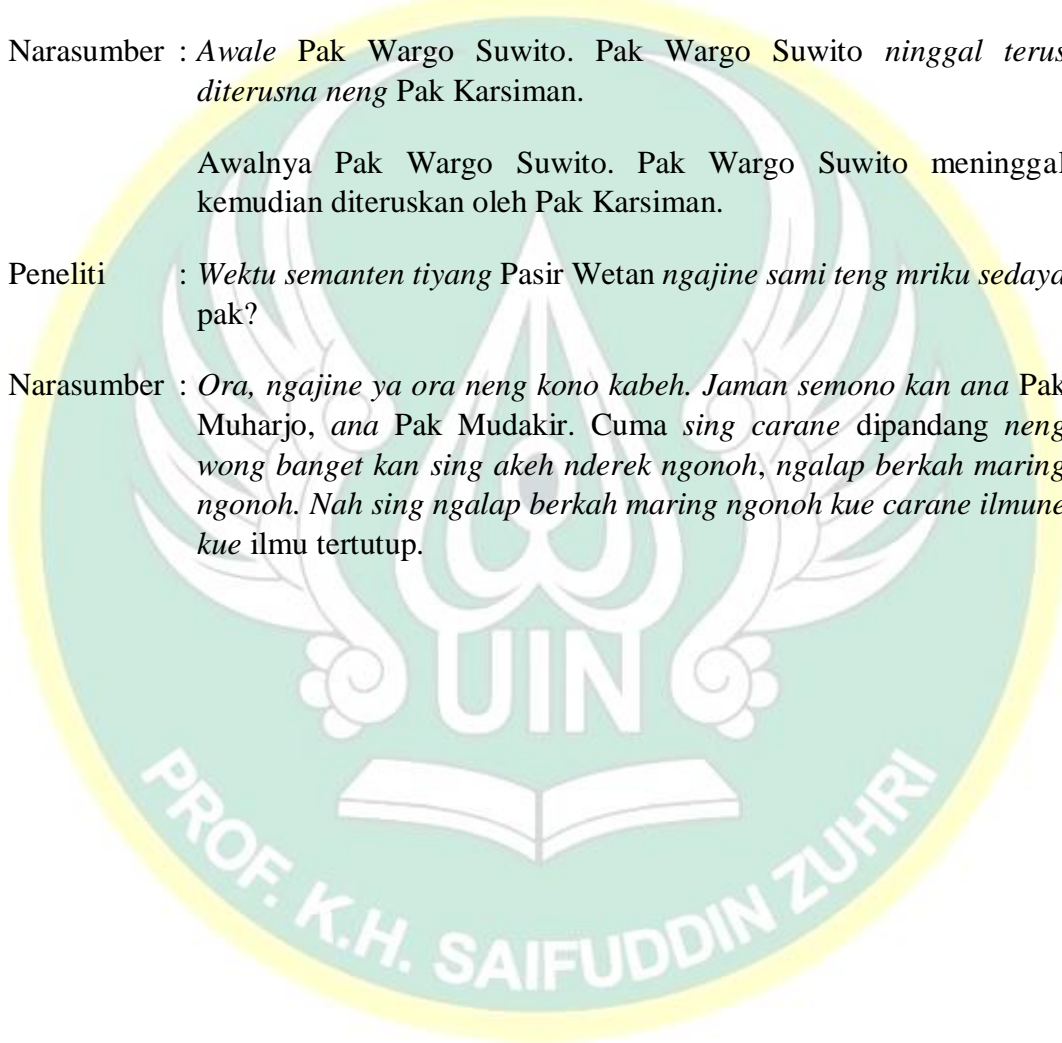 Narasumber : Awale Pak Wargo Suwito. Pak Wargo Suwito ninggal terus
diterusna neng Pak Karsiman.
Awalnya Pak Wargo Suwito. Pak Wargo Suwito meninggal
kemudian diteruskan oleh Pak Karsiman.
Peneliti : Wektu semanten tiyang Pasir Wetan ngajine sami teng mriku sedaya
pak?
Narasumber : Ora, ngajine ya ora neng kono kabeh. Jaman semono kan ana Pak
Muharjo, ana Pak Mudakir. Cuma sing carane dipandang neng
wong banget kan sing akeh nderek ngonoh, ngalap berkah maring
ngonoh. Nah sing ngalap berkah maring ngonoh kue carane ilmune
kue ilmu tertutup.
UIN
PROF. K.H. SAIFUDDIN ZUHRI